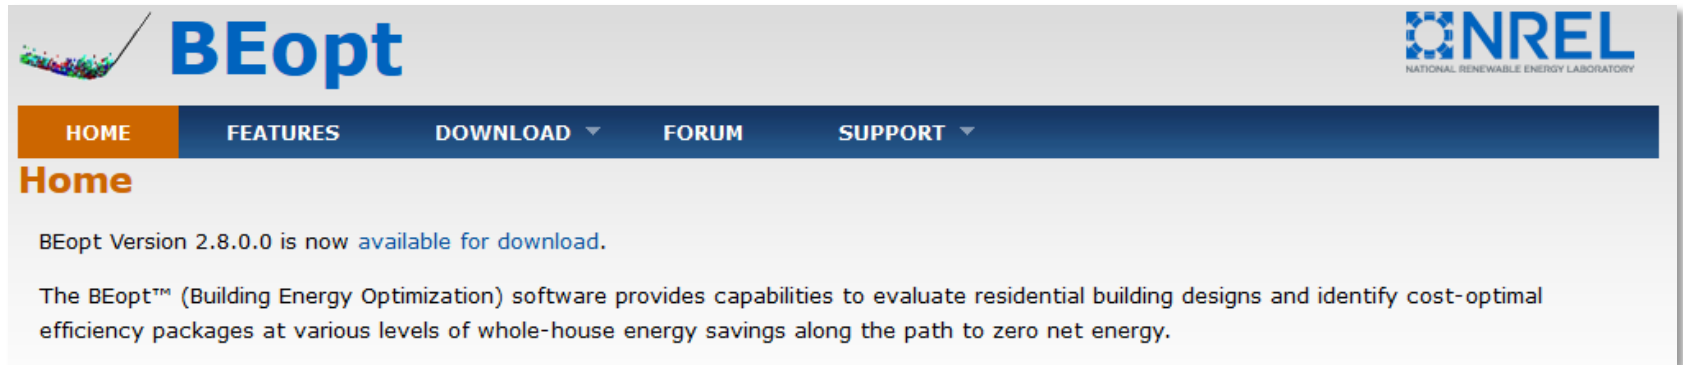 BEopt
NREL
NATIONAL RENEWABLE ENERGY LABORATORY
HOME FEATURES DOWNLOAD FORUM SUPPORT
Home
BEopt Version 2.8.0.0 is now available for download.
The BEopt™ (Building Energy Optimization) software provides capabilities to evaluate residential building designs and identify cost-optimal
efficiency packages at various levels of whole-house energy savings along the path to zero net energy.